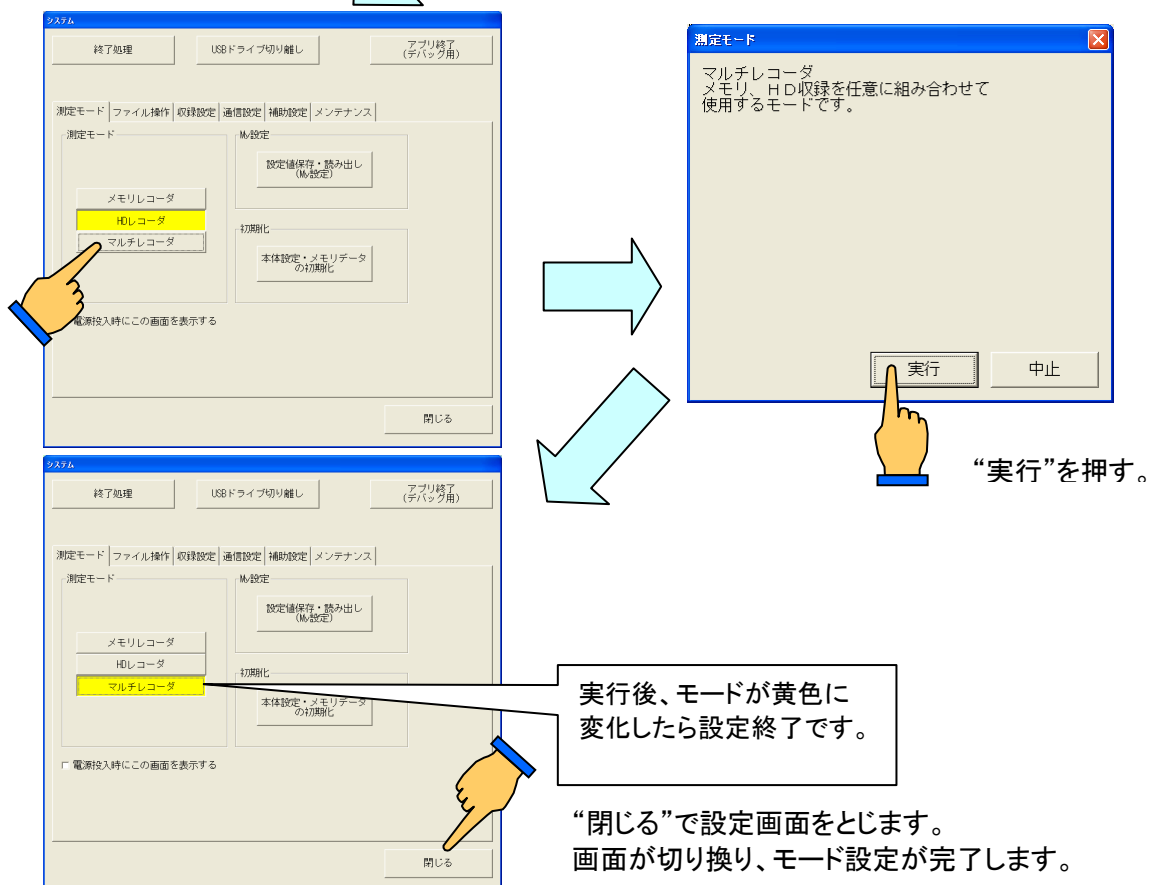 システム
終了処理
USBドライブ切り離し
アプリ終了
(デバッグ用)
測定モード
ファイル操作
収録設定
通信設定
補助設定
メンテナンス
測定モード
メモリレコーダ
HDレコーダ
マルチレコーダ
My設定
設定値保存・読み出し
(My設定)
初期化
本体設定・メモリデータ
の初期化
電源投入時にこの画面を表示する
閉じる
測定モード
マルチレコーダ
メモリ、HD収録を任意に組み合わせて
使用するモードです。
実行
中止
“実行”を押す。
システム
終了処理
USBドライブ切り離し
アプリ終了
(デバッグ用)
測定モード
ファイル操作
収録設定
通信設定
補助設定
メンテナンス
測定モード
メモリレコーダ
HDレコーダ
マルチレコーダ
My設定
設定値保存・読み出し
(My設定)
初期化
本体設定・メモリデータ
の初期化
電源投入時にこの画面を表示する
閉じる
実行後、モードが黄色に
変化したら設定終了です。
“閉じる”で設定画面をとじます。
画面が切り換り、モード設定が完了します。